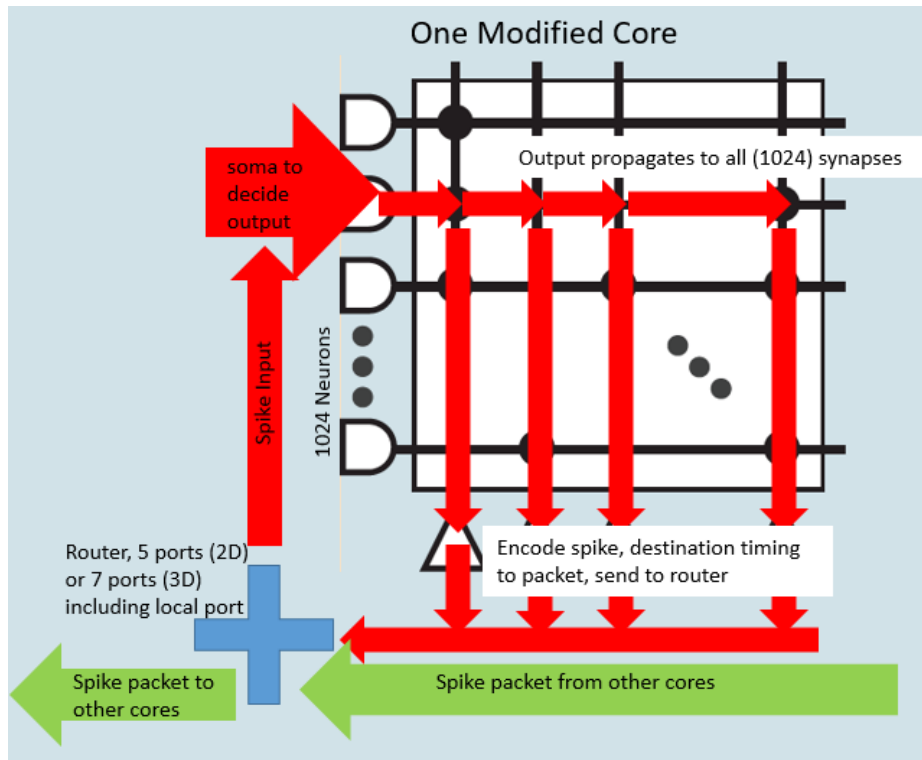 One Modified Core
soma to
decide
output
Output propagates to all (1024) synapses
Spike Input
1024 Neurons
Encode spike, destination timing
to packet, send to router
Router, 5 ports (2D)
or 7 ports (3D)
including local port
Spike packet to
other cores
Spike packet from other cores